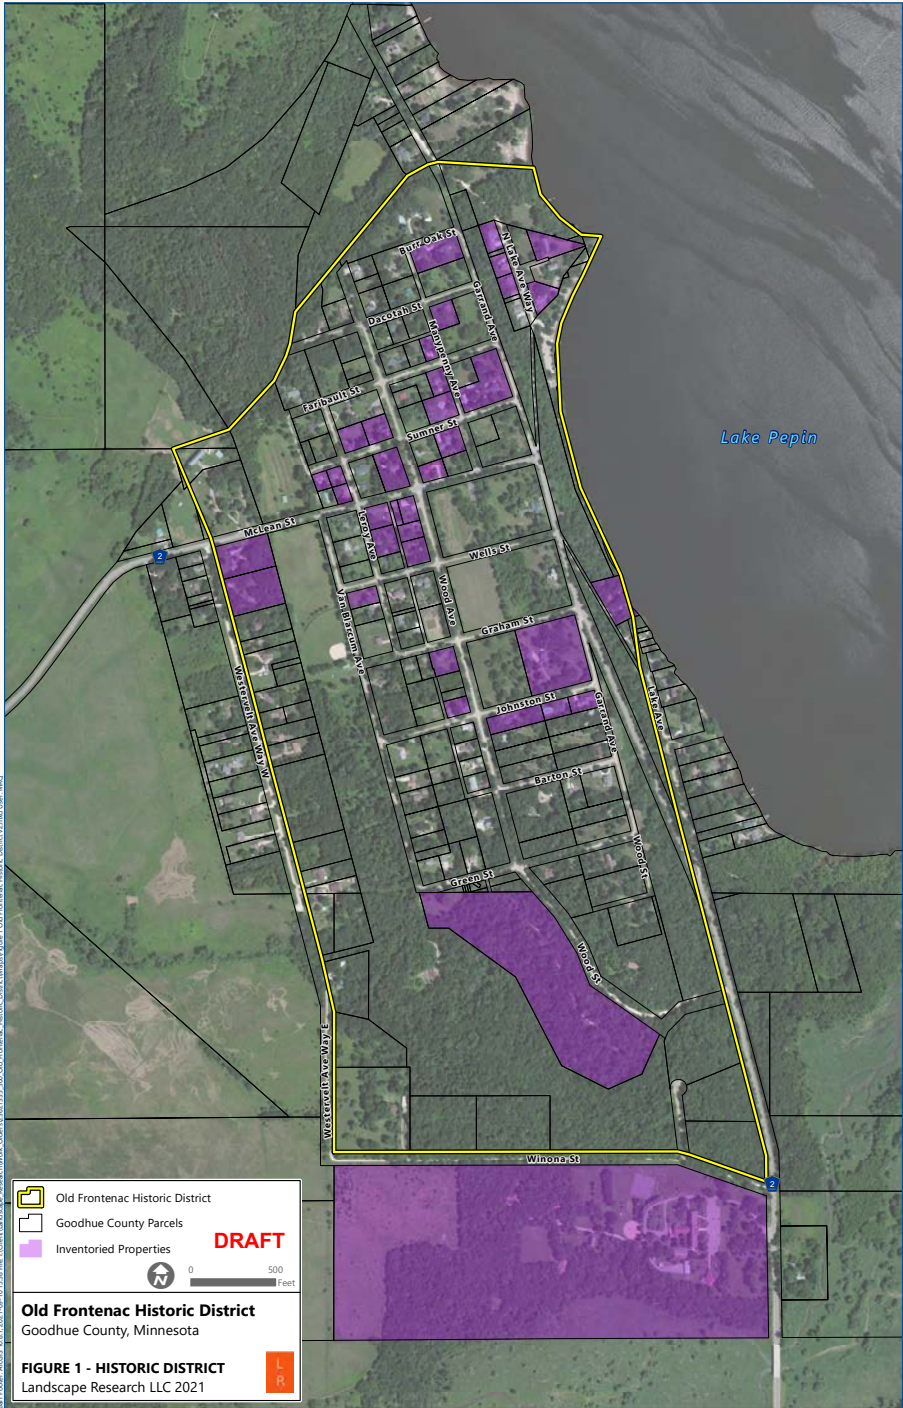 Burr Oak St
N Lake Ave Way
Dacotah St
Garrand Ave
Manypenny Ave
Faribault St
Sumner St
Lake Pepin
McLean St
Leroy Ave
2
Wells St
Wood Ave
Van Blarcum Ave
Graham St
Westervelt Ave Way W
Johnston St
Garrand Ave
Lake Ave
Barton St
Wood St
Green St
Wood St
Westervelt Ave Way E
Winona St
2
Old Frontenac Historic District
Goodhue County Parcels
Inventoried Properties
DRAFT
N
0 500
Feet
Old Frontenac Historic District
Goodhue County, Minnesota
FIGURE 1 - HISTORIC DISTRICT
Landscape Research LLC 2021
L
R